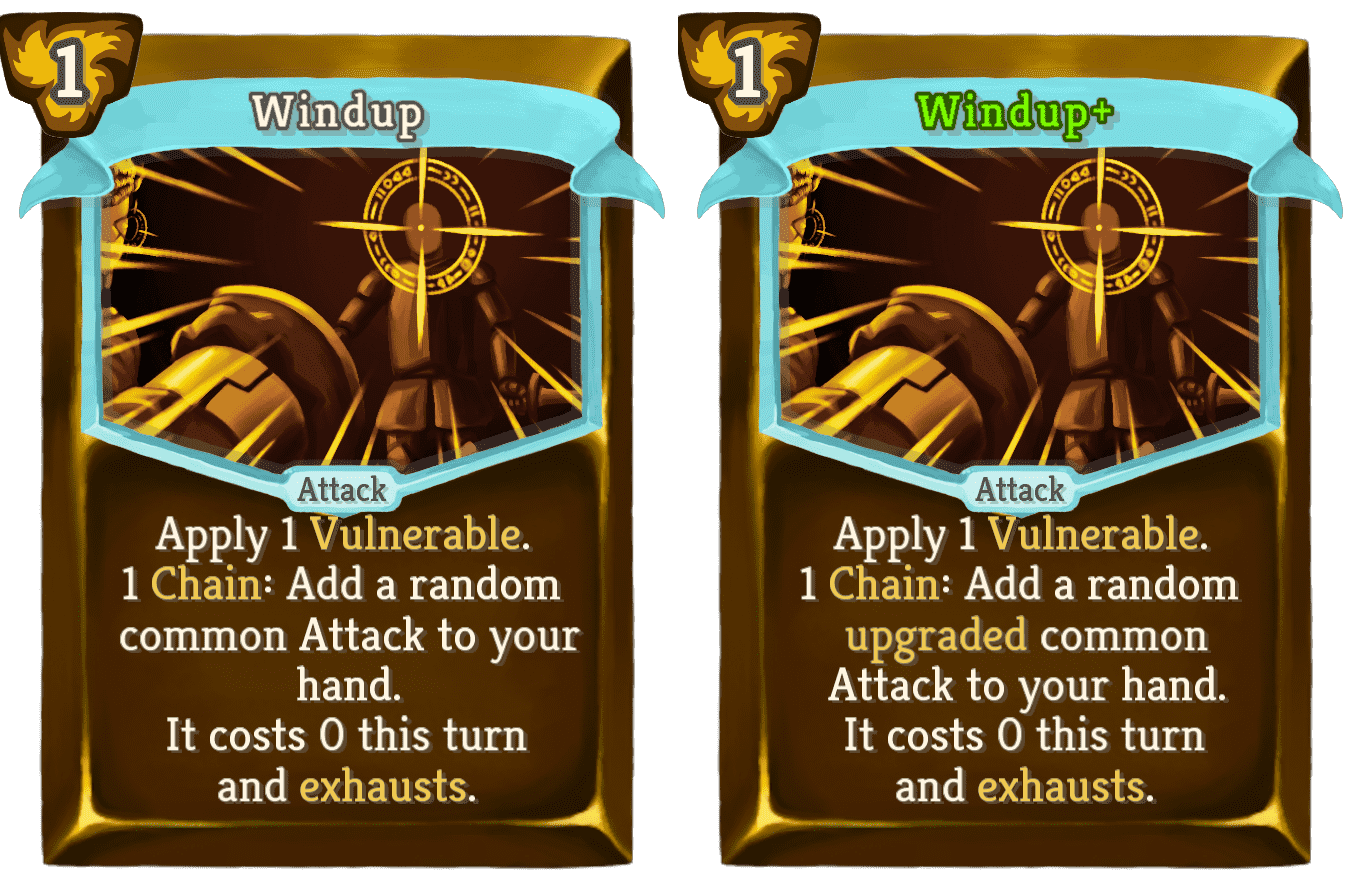 1
Windup
Attack
Apply 1 Vulnerable.
1 Chain: Add a random
common Attack to your
hand.
It costs 0 this turn
and exhausts.
1
Windup+
Attack
Apply 1 Vulnerable.
1 Chain: Add a random
upgraded common
Attack to your hand.
It costs 0 this turn
and exhausts.